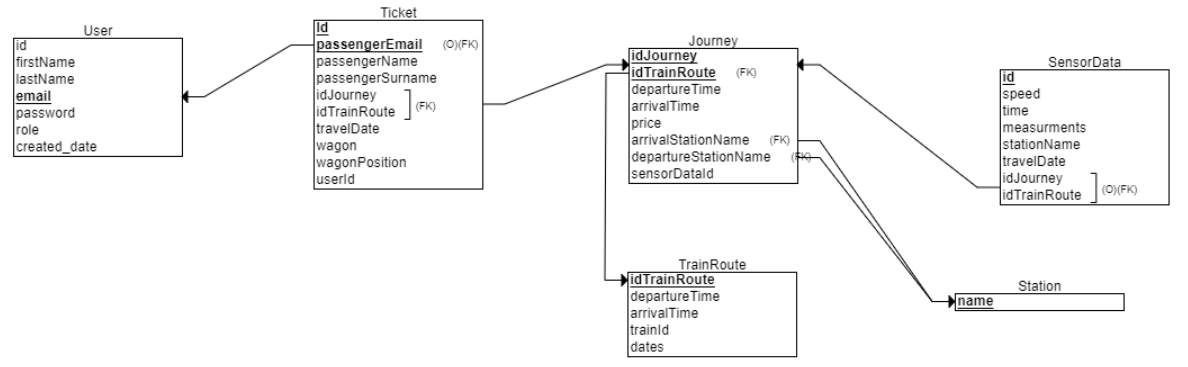 User
id
firstName
lastName
email
password
role
created_date
Ticket
Id
passengerEmail (O)(FK)
passengerName
passengerSurname
idJourney
idTrainRoute (FK)
travelDate
wagon
wagonPosition
userId
Journey
idJourney
idTrainRoute (FK)
departureTime
arrivalTime
price
arrivalStationName (FK)
departureStationName (FK)
sensorDataId
SensorData
id
speed
time
measurments
stationName
travelDate
idJourney
idTrainRoute (O)(FK)
TrainRoute
idTrainRoute
departureTime
arrivalTime
trainId
dates
Station
name